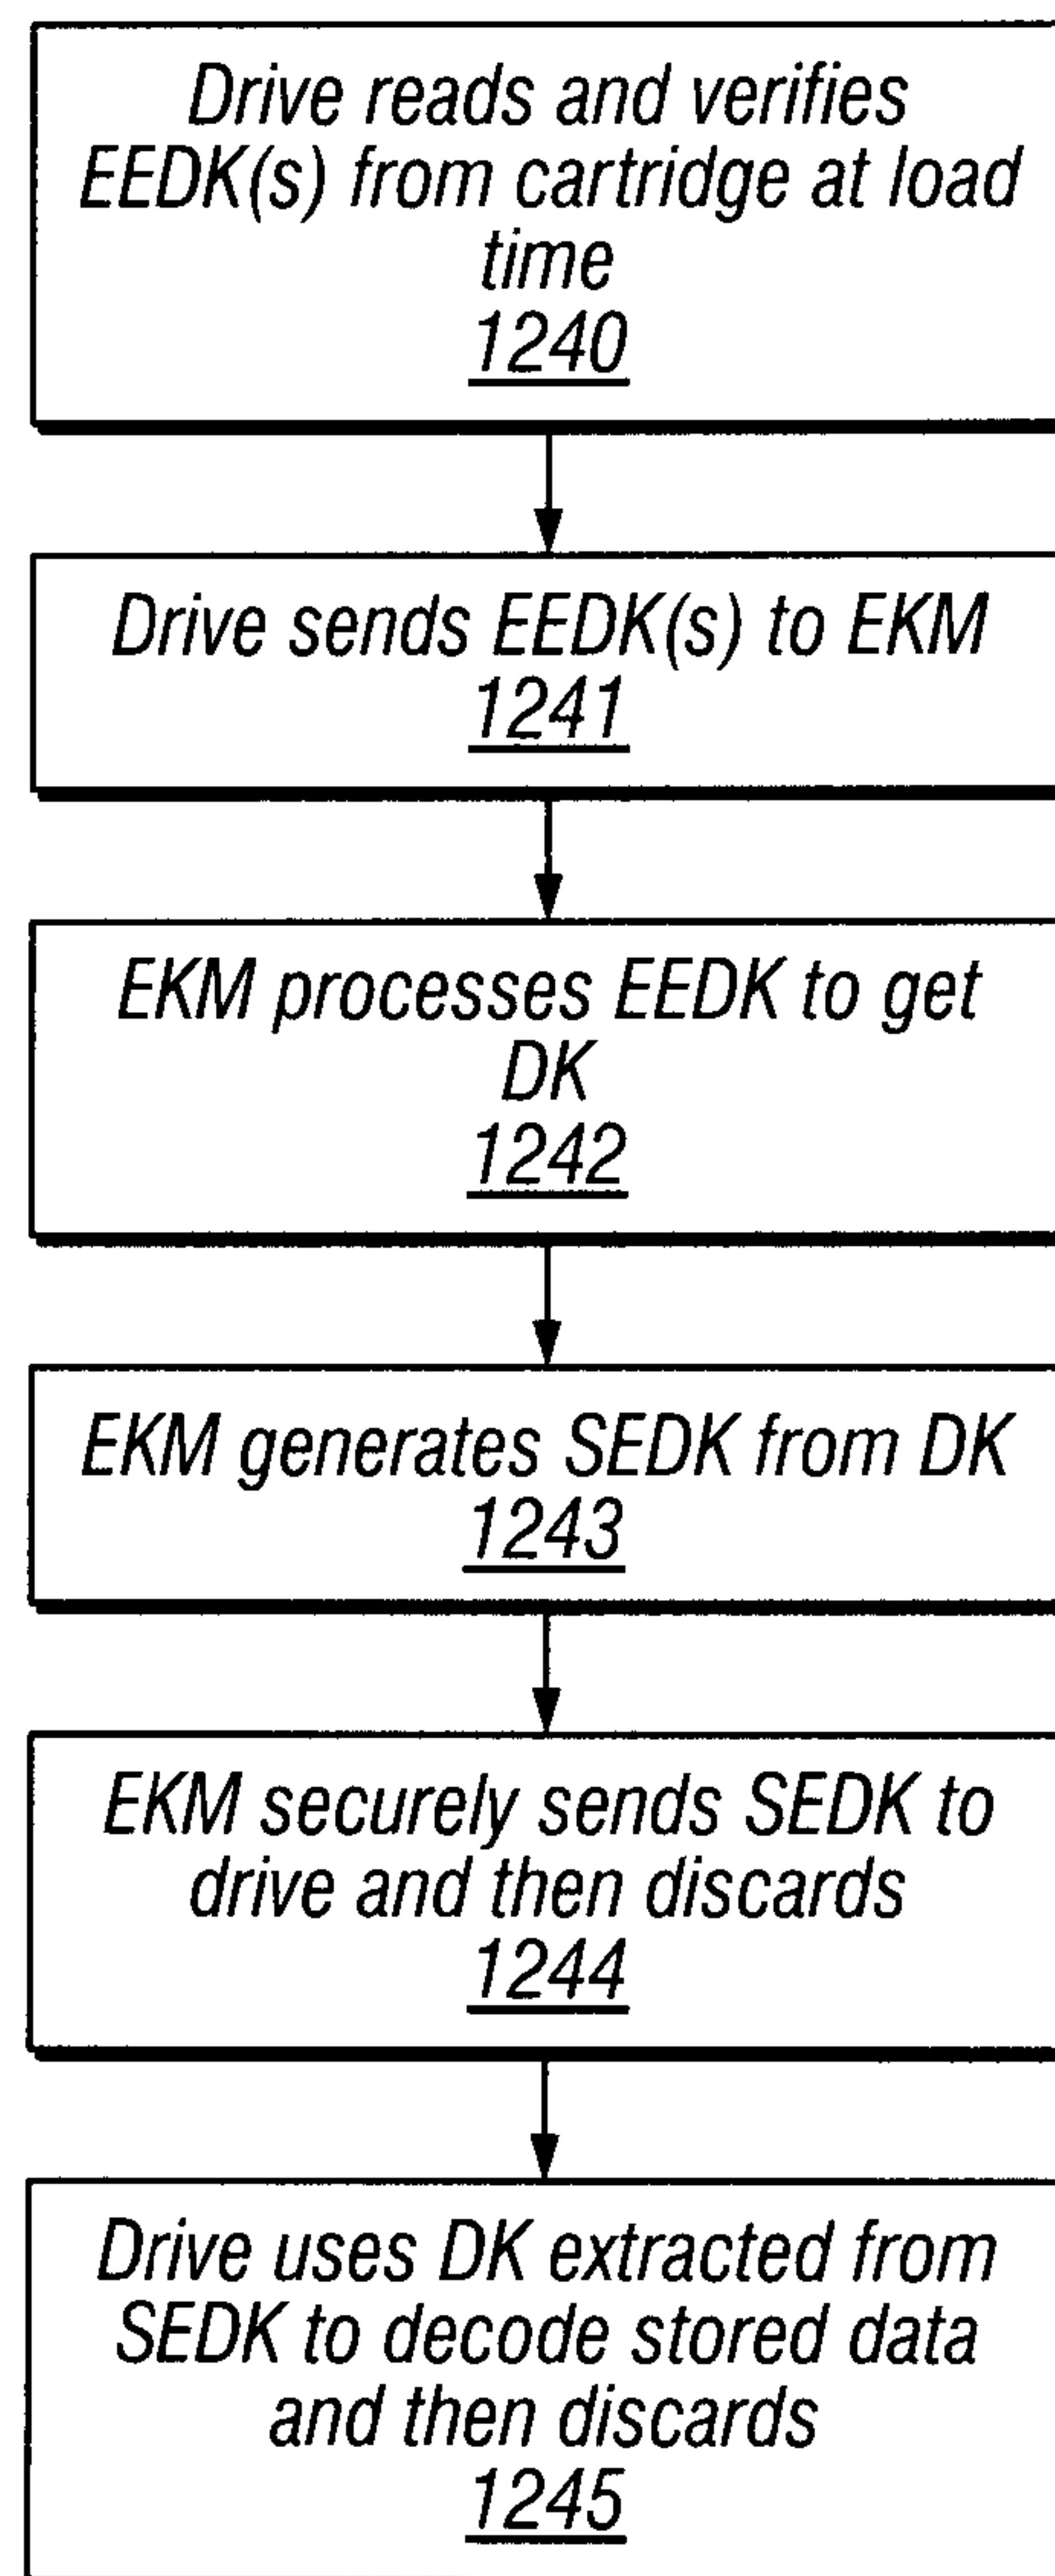 Drive reads and verifies
EEDK(s) from cartridge at load
time
1240
Drive sends EEDK(s) to EKM
1241
EKM processes EEDK to get
DK
1242
EKM generates SEDK from DK
1243
EKM securely sends SEDK to
drive and then discards
1244
Drive uses DK extracted from
SEDK to decode stored data
and then discards
1245